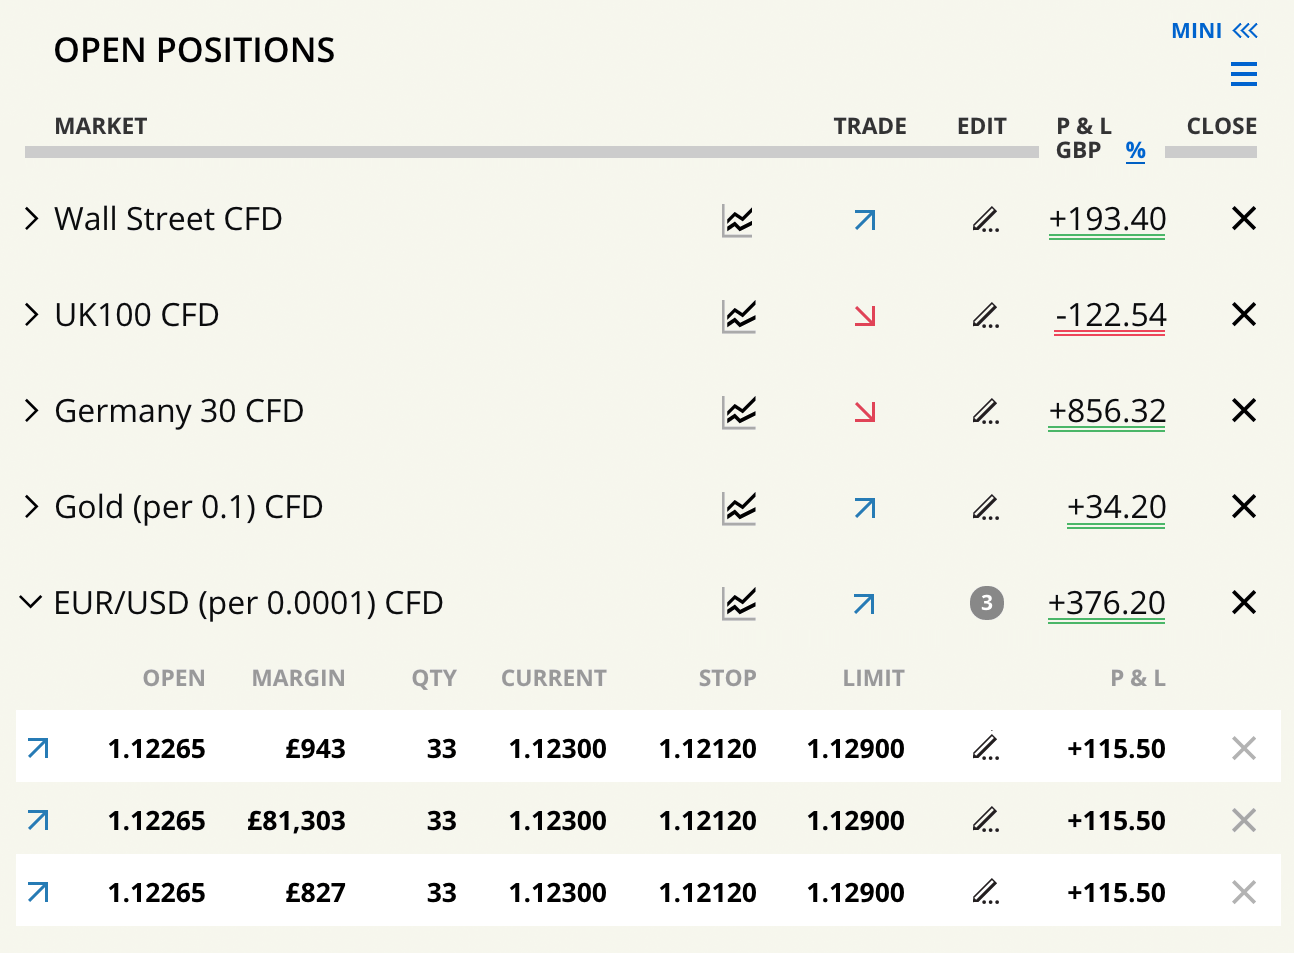 MINI
OPEN POSITIONS
MARKET TRADE EDIT P & L CLOSE
GBP %
Wall Street CFD +193.40
UK100 CFD -122.54
Germany 30 CFD +856.32
Gold (per 0.1) CFD +34.20
EUR/USD (per 0.0001) CFD 3 +376.20
OPEN MARGIN QTY CURRENT STOP LIMIT P & L
1.12265 £943 33 1.12300 1.12120 1.12900 +115.50
1.12265 £81,303 33 1.12300 1.12120 1.12900 +115.50
1.12265 £827 33 1.12300 1.12120 1.12900 +115.50